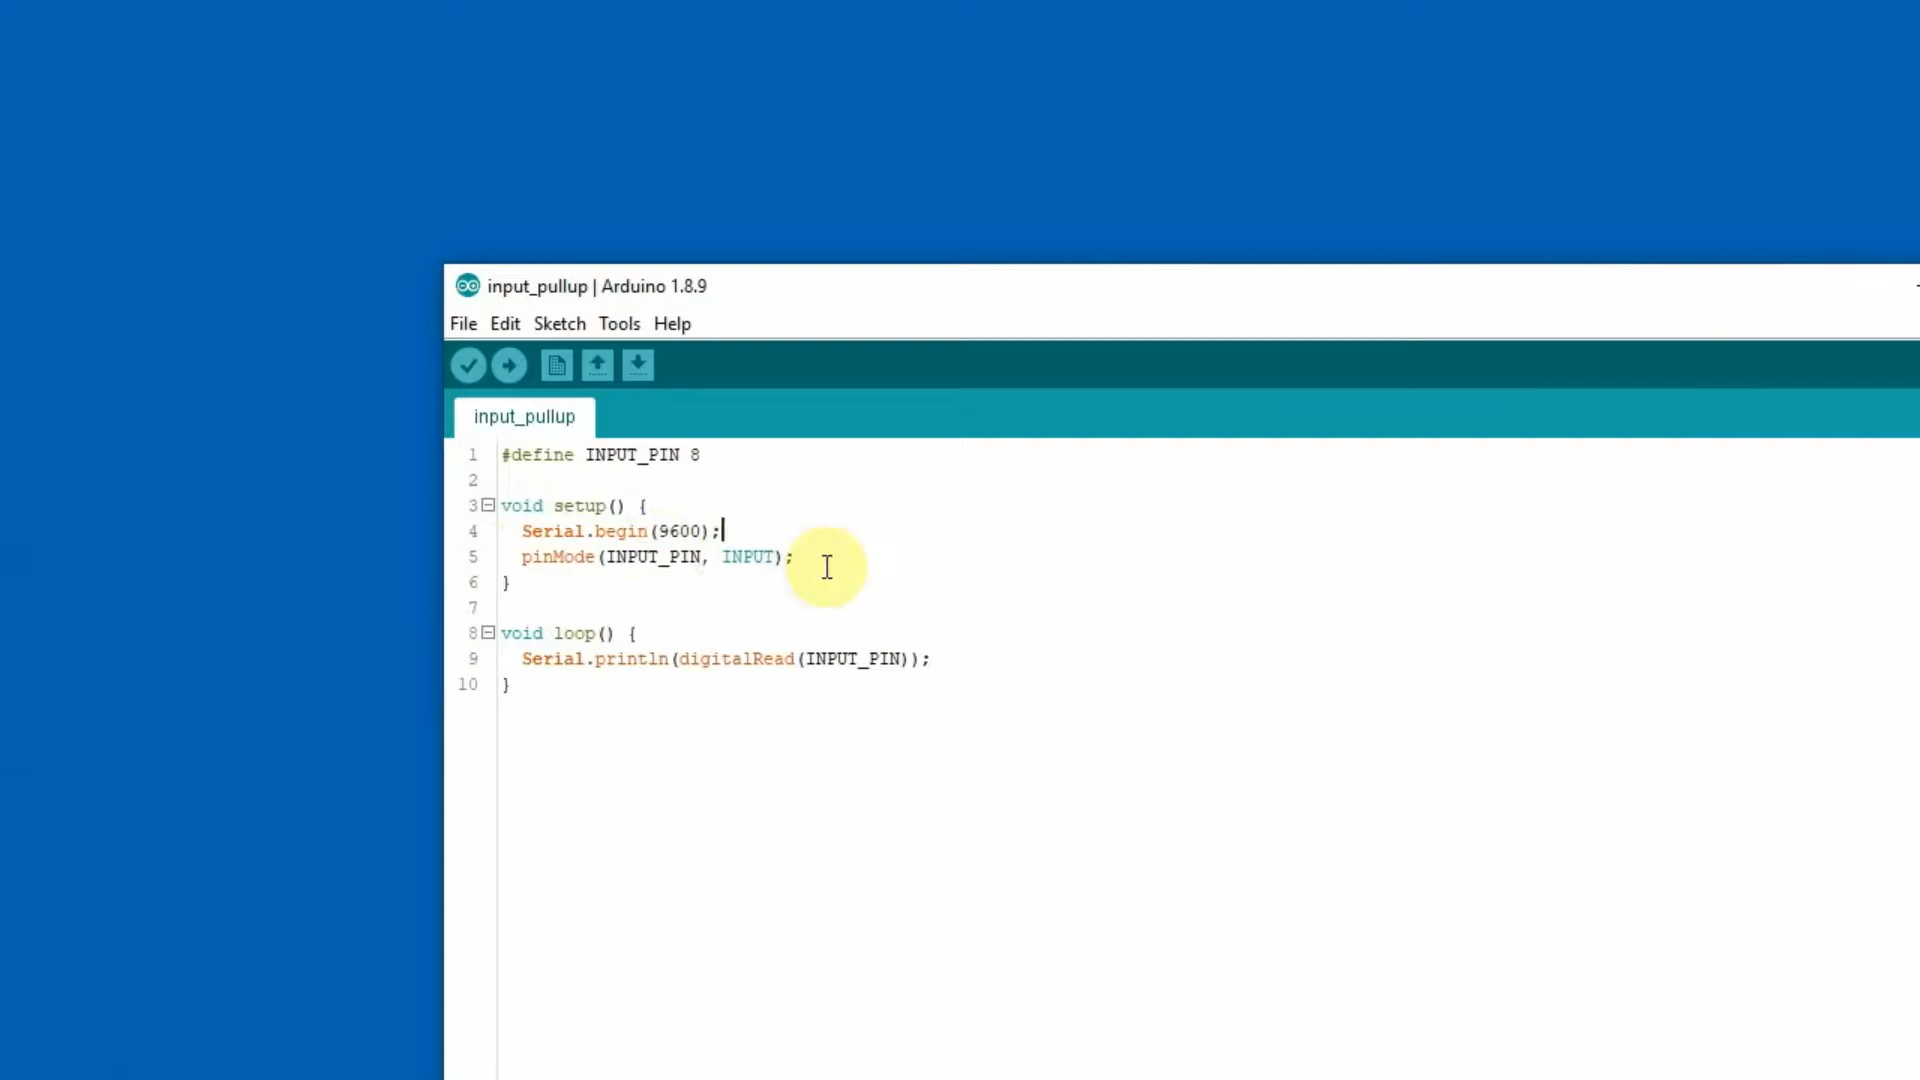 input_pullup | Arduino 1.8.9
File Edit Sketch Tools Help
input_pullup
1 #define INPUT_PIN 8
2
3 void setup() {
4 Serial.begin(9600);
5 pinMode(INPUT_PIN, INPUT);
6 }
7
8 void loop() {
9 Serial.println(digitalRead(INPUT_PIN));
10 }